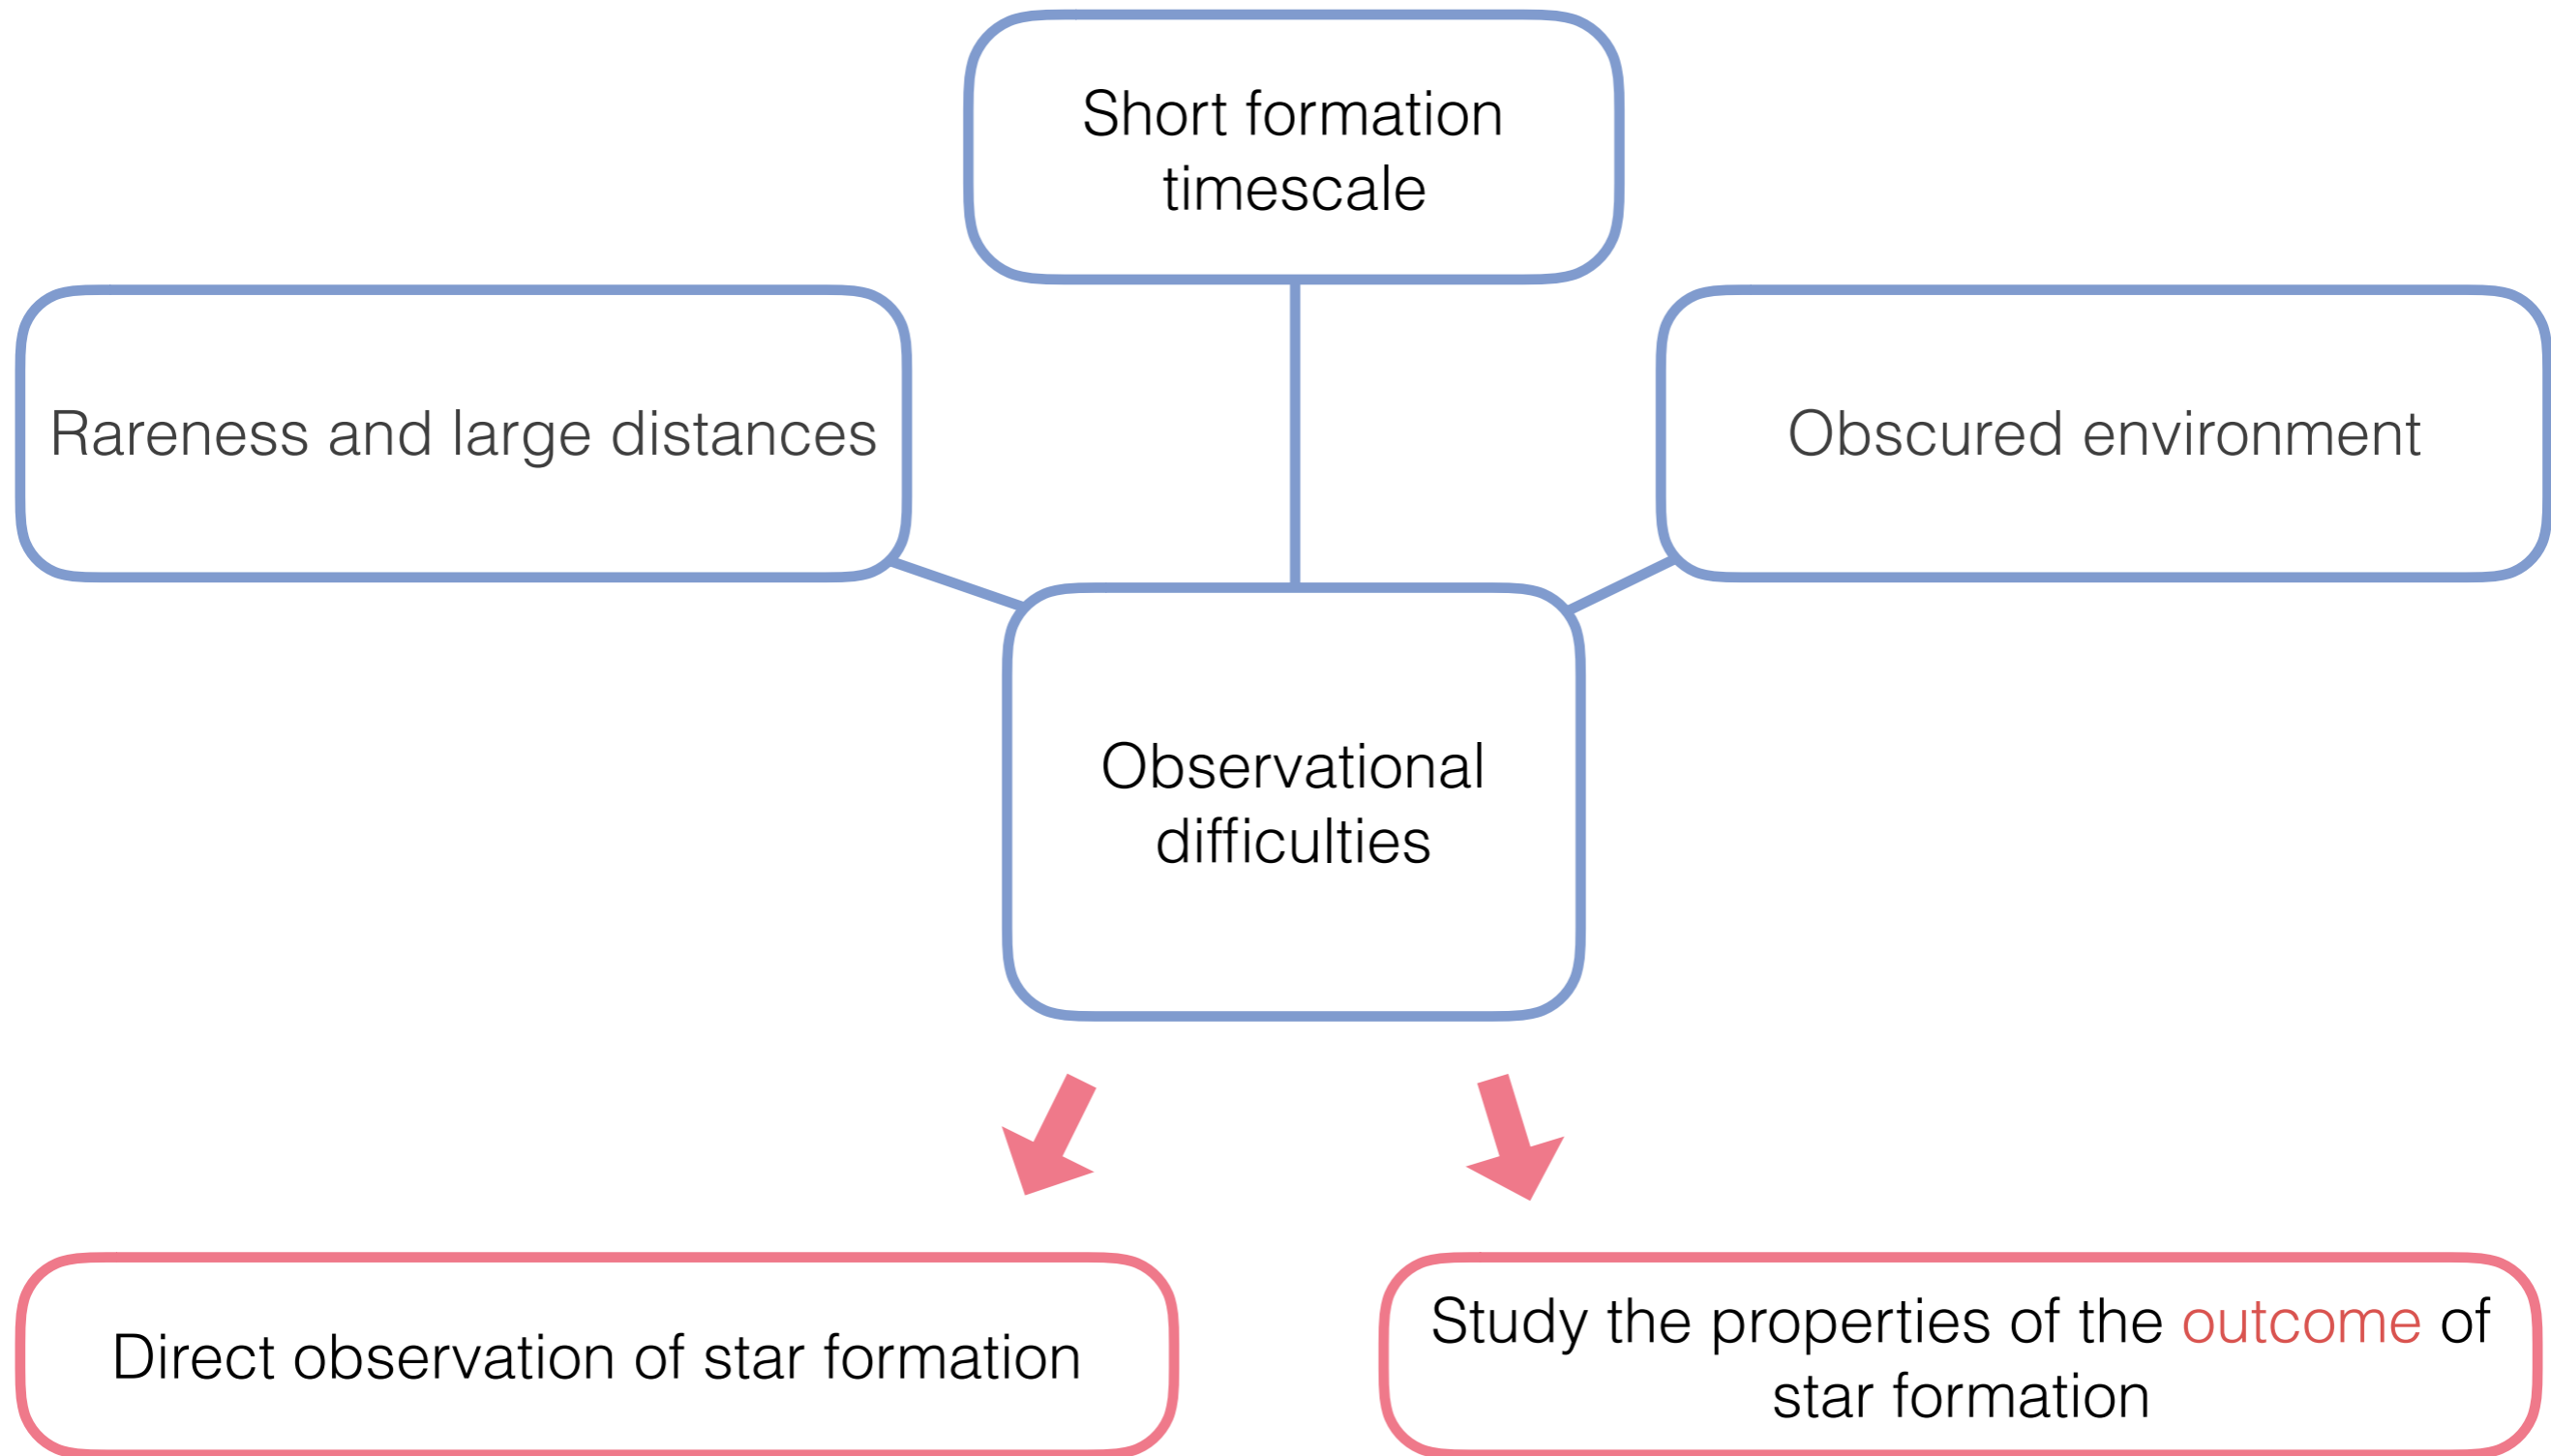 Short formation
timescale
Rareness and large distances
Obscured environment
Observational
difficulties
Direct observation of star formation
Study the properties of the outcome of
star formation